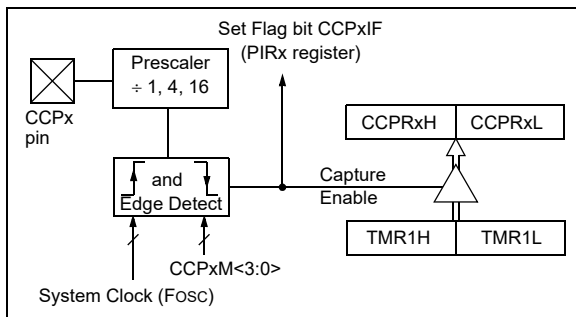 Set Flag bit CCPxIF
(PIRx register)
Prescaler
÷ 1, 4, 16
CCPx
pin
CCPRxH
CCPRxL
and
Edge Detect
Capture
Enable
TMR1H
TMR1L
CCPxM<3:0>
System Clock (FOSC)